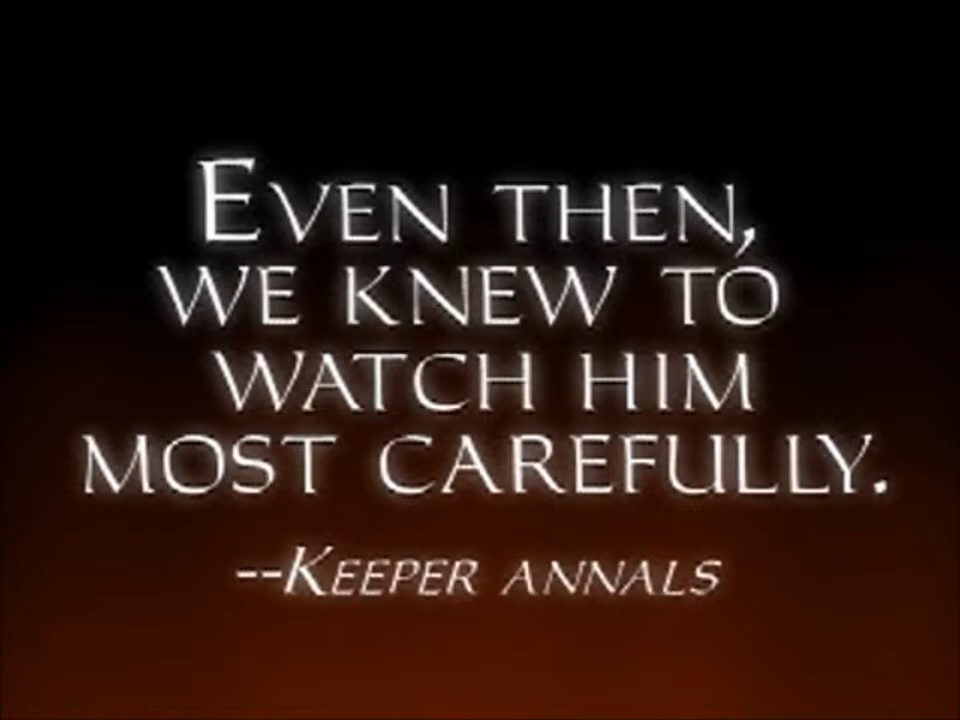 Even then,
we knew to
watch him
most carefully.
--Keeper annals